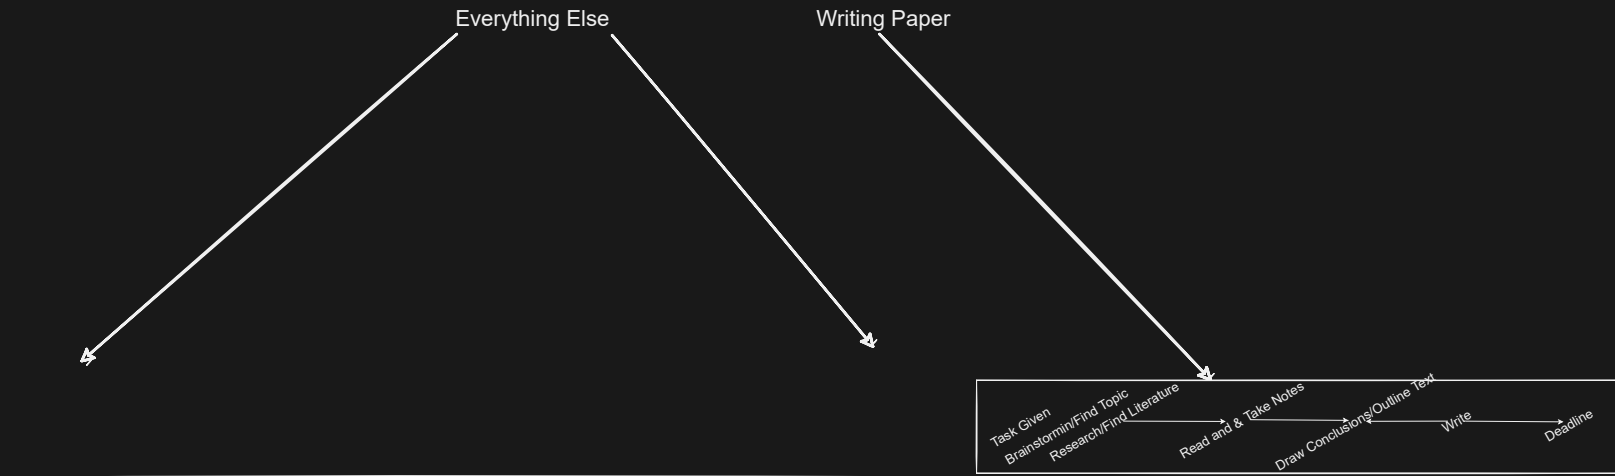 Everything Else
Writing Paper
Task Given
Brainstormin/Find Topic
Research/Find Literature
Read and & Take Notes
Draw Conclusions/Outline Text
Write
Deadline